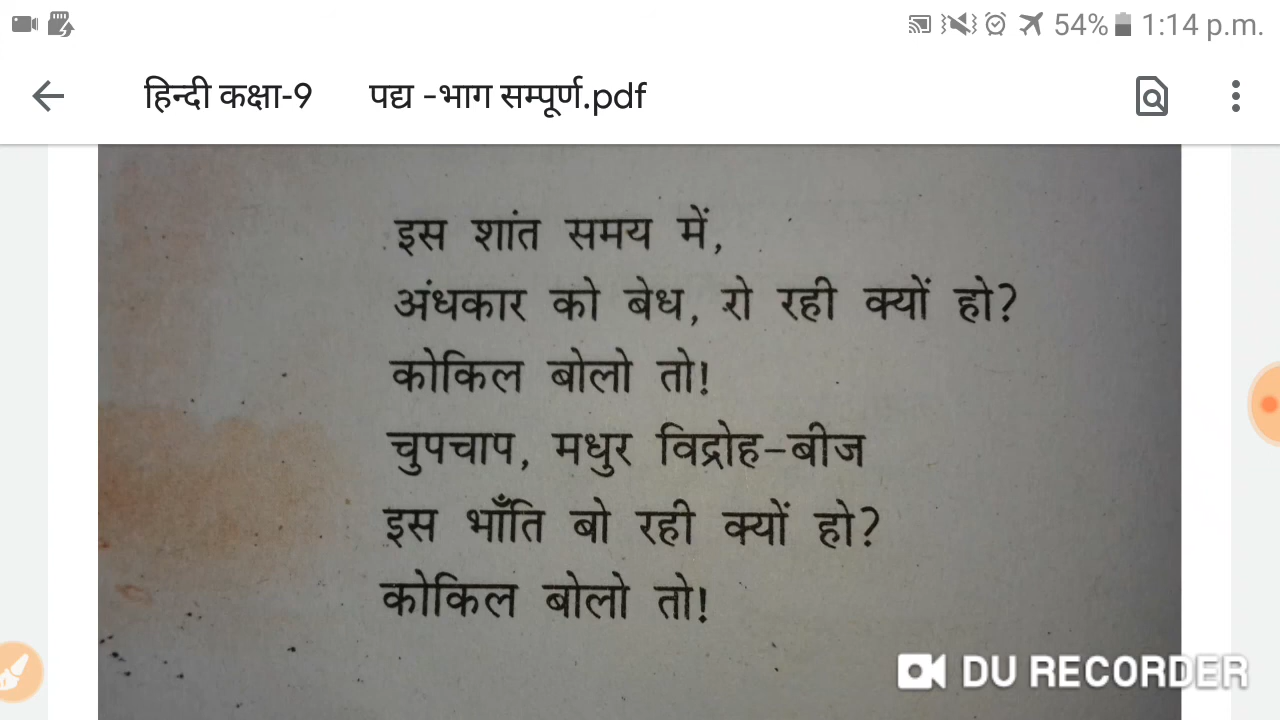 54% 1:14 p.m.
हिन्दी कक्षा-9 पद्य -भाग सम्पूर्ण.pdf
इस शांत समय में,
अंधकार को बेध, रो रही क्यों हो?
कोकिल बोलो तो!
चुपचाप, मधुर विद्रोह-बीज
इस भाँति बो रही क्यों हो?
कोकिल बोलो तो!
DU RECORDER